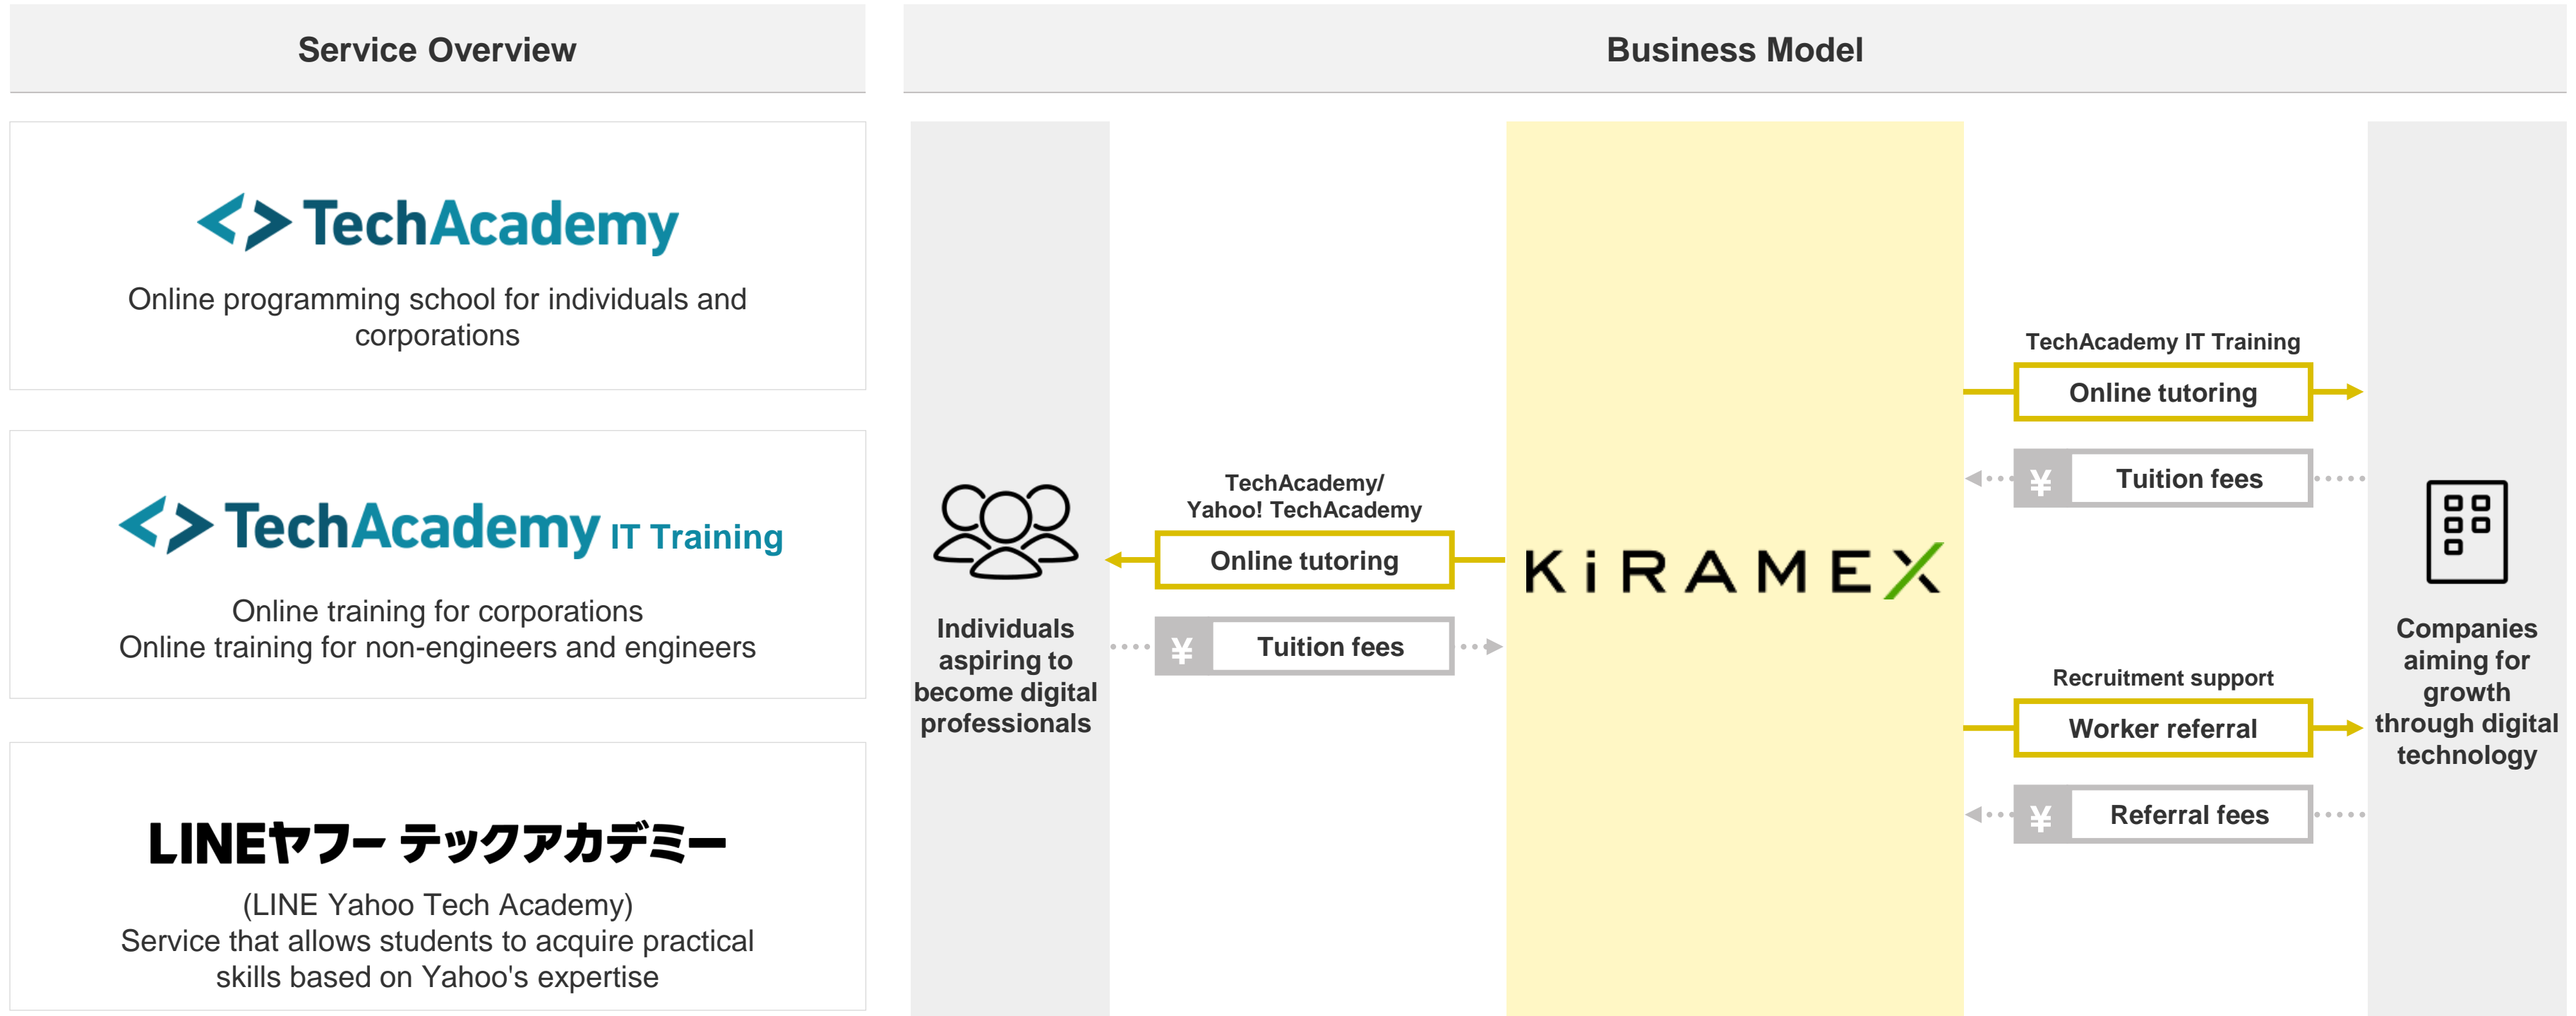 Service Overview
<> TechAcademy
Online programming school for individuals and
corporations
<> TechAcademy IT Training
Online training for corporations
Online training for non-engineers and engineers
LINEヤフー テックアカデミー
(LINE Yahoo Tech Academy)
Service that allows students to acquire practical
skills based on Yahoo's expertise
Business Model
Individuals
aspiring to
become digital
professionals
TechAcademy/
Yahoo! TechAcademy
Online tutoring
¥ Tuition fees
KiRAMEX
TechAcademy IT Training
Online tutoring
¥ Tuition fees
Recruitment support
Worker referral
¥ Referral fees
Companies
aiming for
growth
through digital
technology